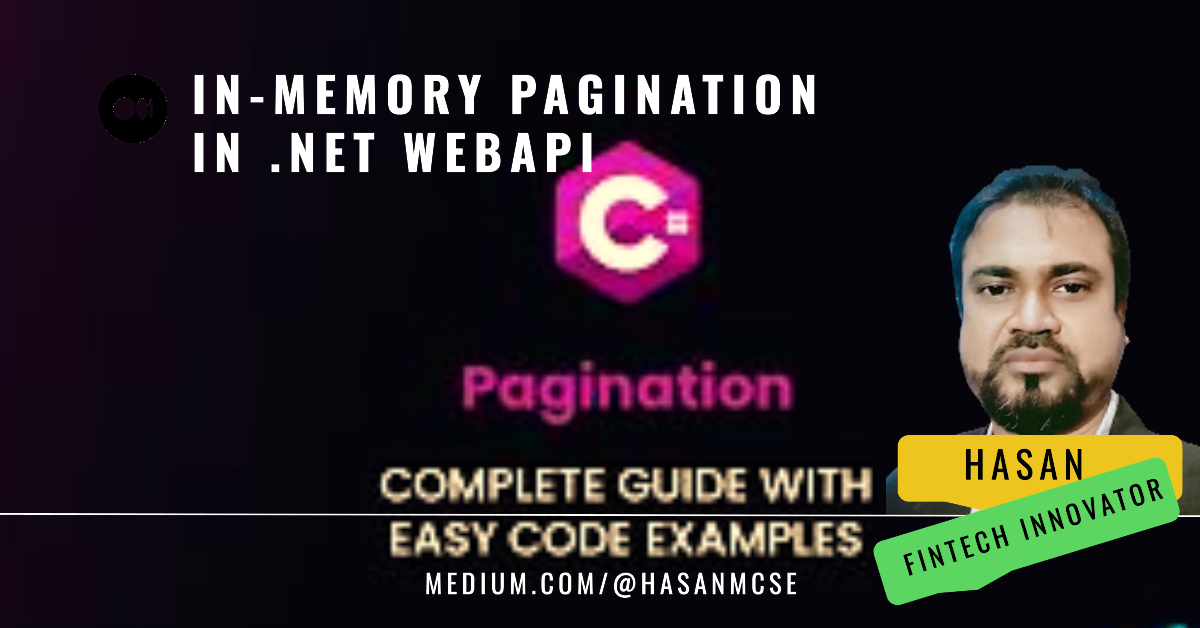 IN-MEMORY PAGINATION
IN .NET WEBAPI
C#
Pagination
COMPLETE GUIDE WITH
EASY CODE EXAMPLES
MEDIUM.COM/@HASANMCSE
HASAN
FINTECH INNOVATOR